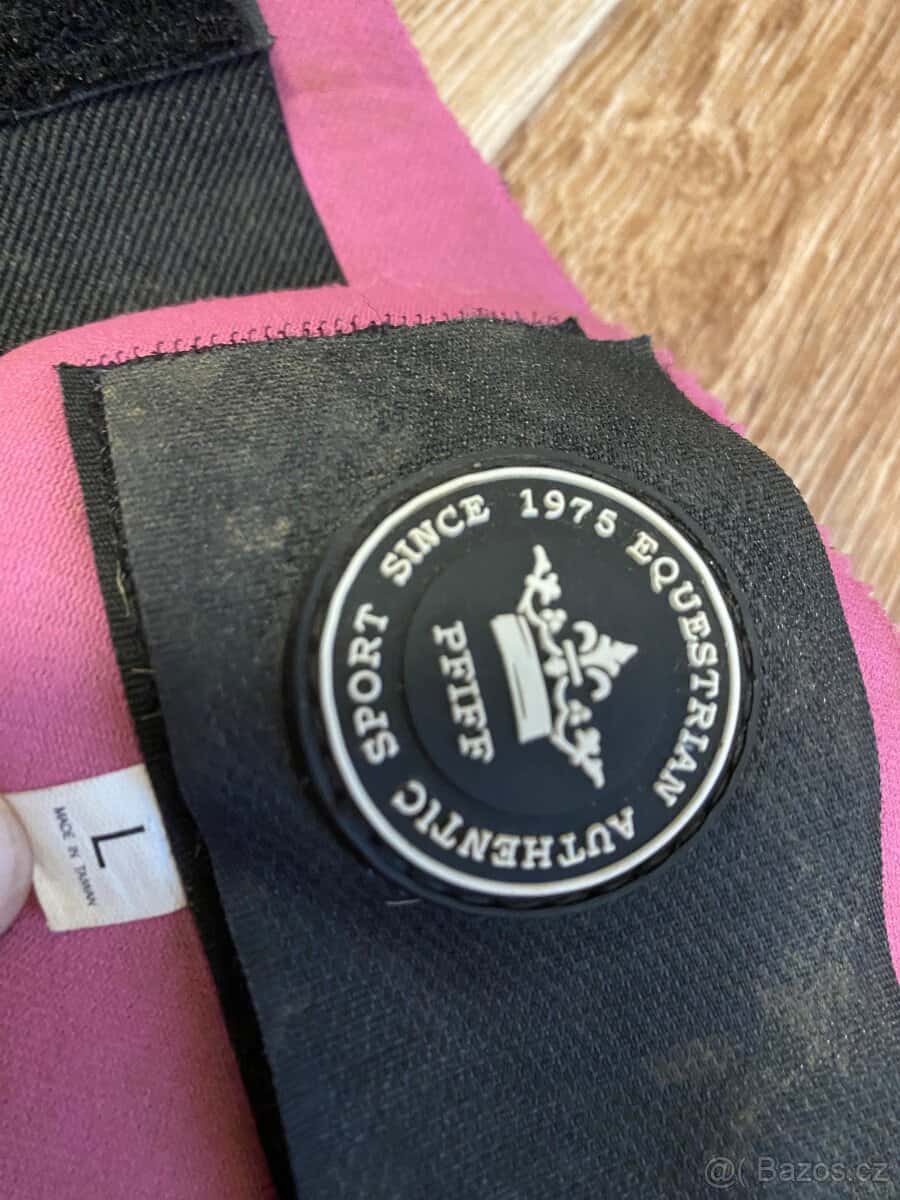 EQUESTRIAN AUTHENTIC SPORT SINCE 1975
PFIFF
L
MADE IN TAIWAN
@( Bazos.cz